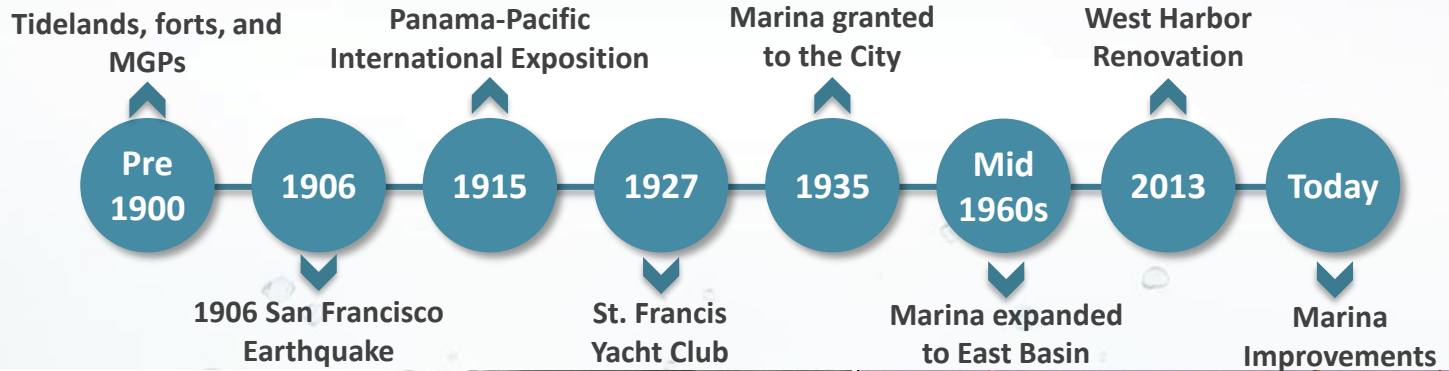 Tidelands, forts, and
MGPs
Panama-Pacific
International Exposition
Marina granted
to the City
West Harbor
Renovation
Pre
1900
1906
1915
1927
1935
Mid
1960s
2013
Today
1906 San Francisco
Earthquake
St. Francis
Yacht Club
Marina expanded
to East Basin
Marina
Improvements